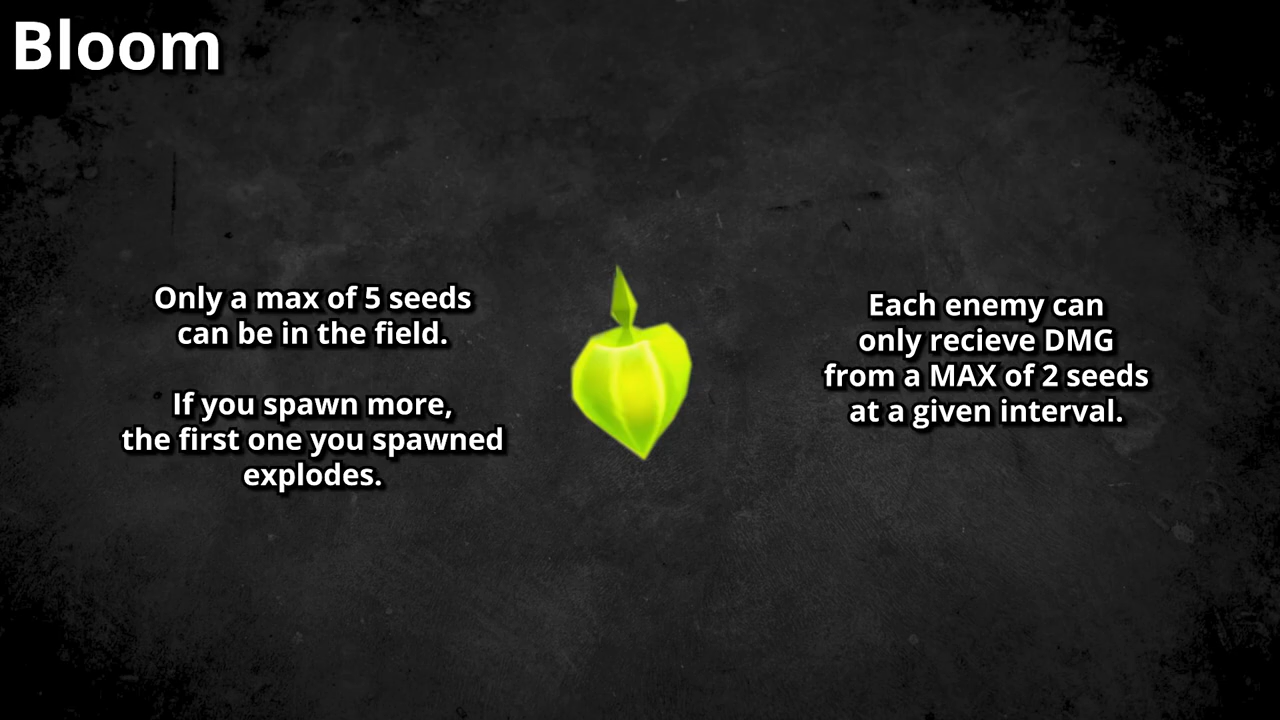 Bloom
Only a max of 5 seeds
can be in the field.
If you spawn more,
the first one you spawned
explodes.
Each enemy can
only recieve DMG
from a MAX of 2 seeds
at a given interval.